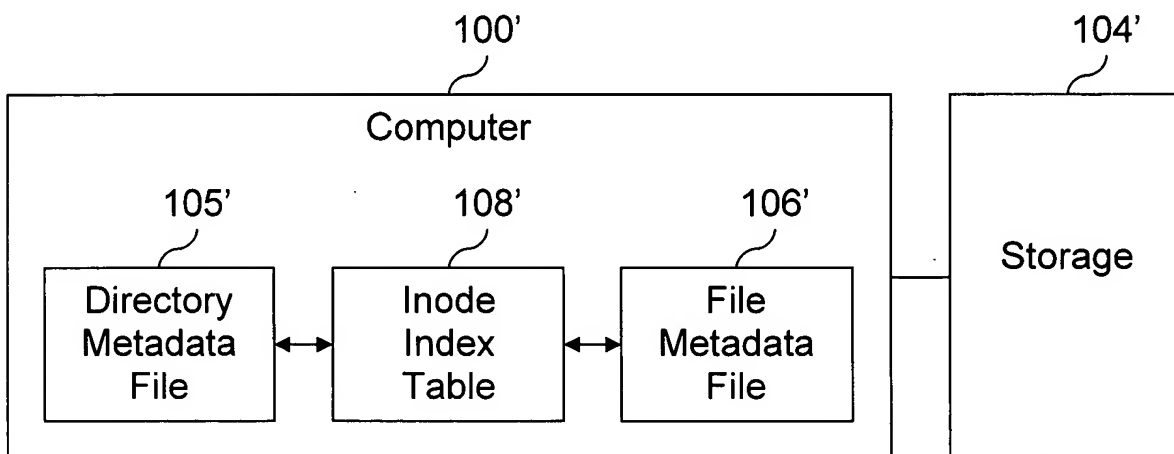 100’
104’
Computer
105’
108’
106’
Storage
Directory
Metadata
File
Inode
Index
Table
File
Metadata
File